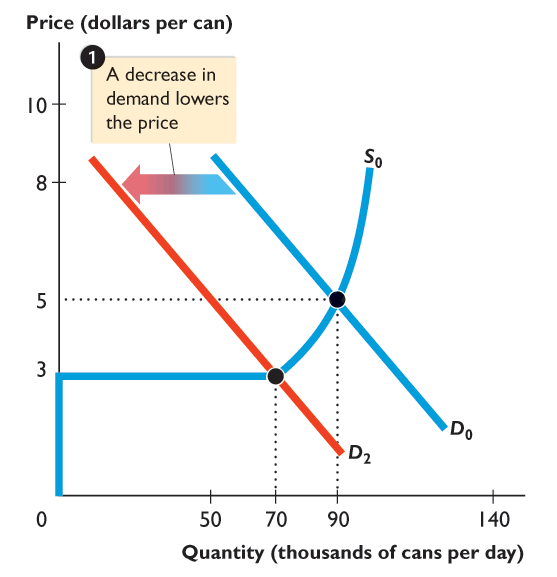 Price (dollars per can)
1
A decrease in
demand lowers
the price
10
8
5
3
S0
D0
D2
0
50
70
90
140
Quantity (thousands of cans per day)